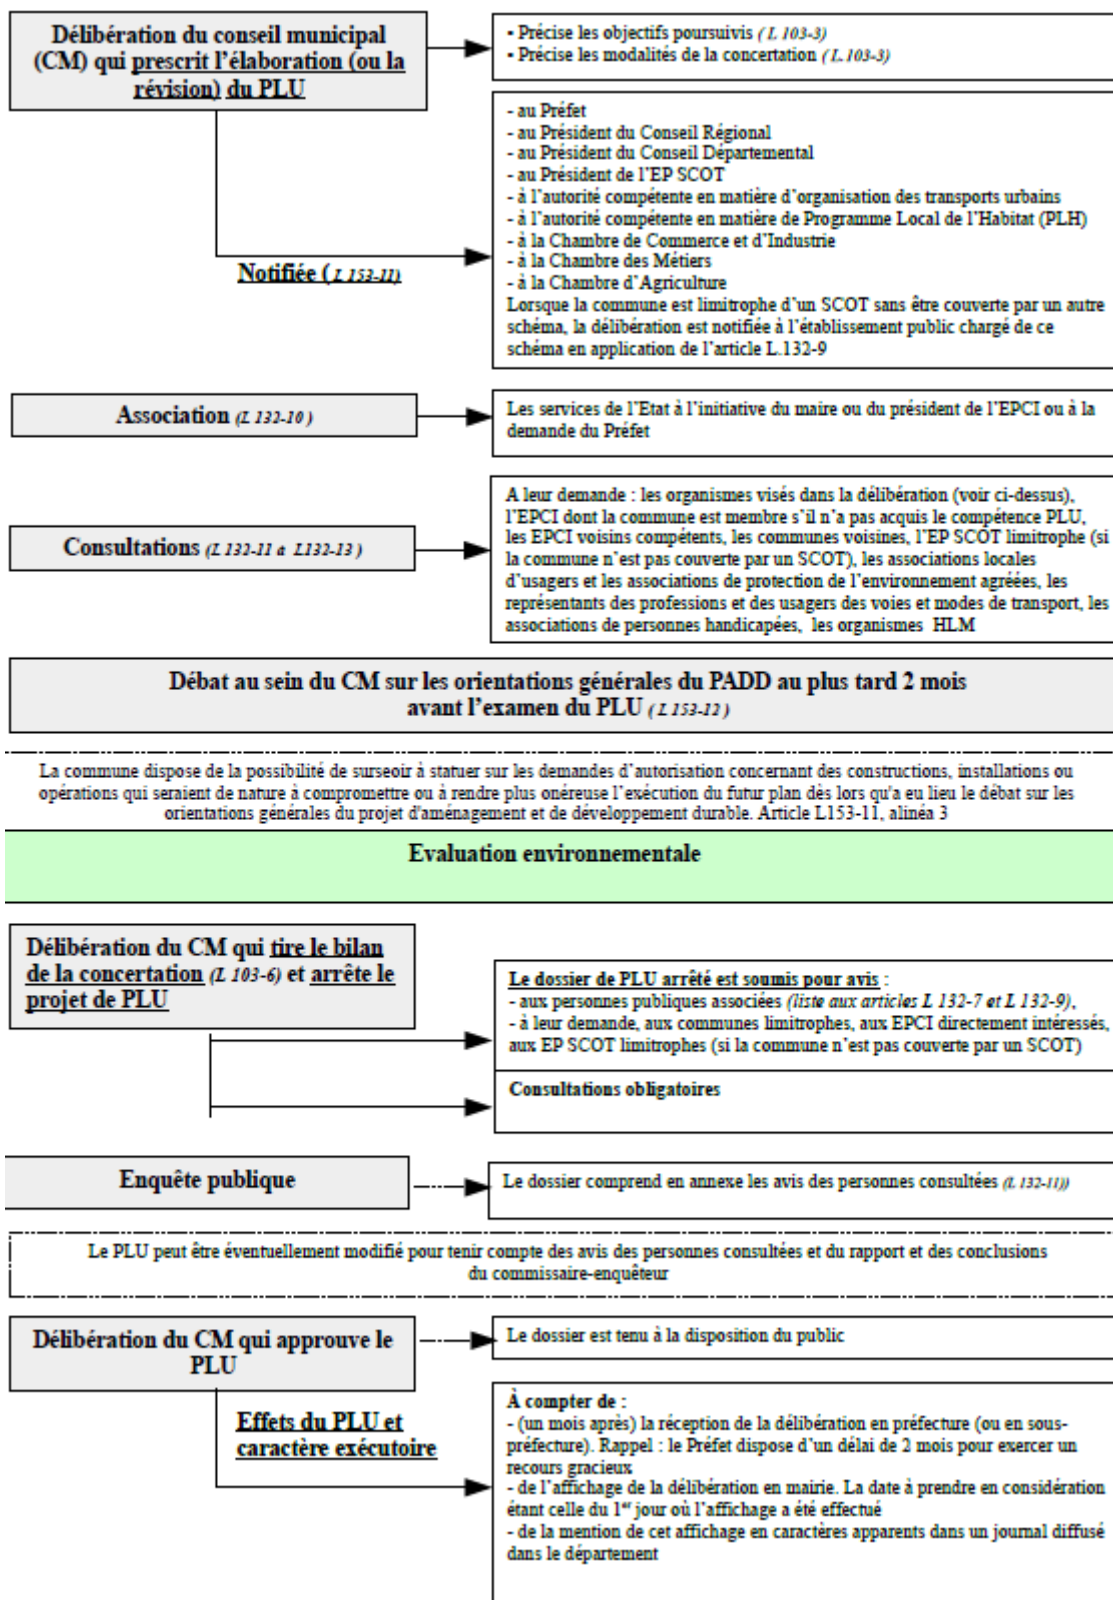 Délibération du conseil municipal
(CM) qui prescrit l'élaboration (ou la
révision) du PLU
▪ Précise les objectifs poursuivis ( L 103-3)
▪ Précise les modalités de la concertation ( L. 103-3)
Notifiée ( L 153-11)
- au Préfet
- au Président du Conseil Régional
- au Président du Conseil Départemental
- au Président de l'EP SCOT
- à l'autorité compétente en matière d'organisation des transports urbains
- à l'autorité compétente en matière de Programme Local de l'Habitat (PLH)
- à la Chambre de Commerce et d'Industrie
- à la Chambre des Métiers
- à la Chambre d'Agriculture
Lorsque la commune est limitrophe d'un SCOT sans être couverte par un autre
schéma, la délibération est notifiée à l'établissement public chargé de ce
schéma en application de l'article L.132-9
Association (L 132-10 )
Les services de l'Etat à l'initiative du maire ou du président de l'EPCI ou à la
demande du Préfet
Consultations (L 132-11 à L132-13 )
A leur demande : les organismes visés dans la délibération (voir ci-dessus),
l'EPCI dont la commune est membre s'il n'a pas acquis le compétence PLU,
les EPCI voisins compétents, les communes voisines, l'EP SCOT limitrophe (si
la commune n'est pas couverte par un SCOT), les associations locales
d'usagers et les associations de protection de l'environnement agréées, les
représentants des professions et des usagers des voies et modes de transport, les
associations de personnes handicapées, les organismes HLM
Débat au sein du CM sur les orientations générales du PADD au plus tard 2 mois
avant l'examen du PLU ( L 153-12 )
La commune dispose de la possibilité de surseoir à statuer sur les demandes d'autorisation concernant des constructions, installations ou
opérations qui seraient de nature à compromettre ou à rendre plus onéreuse l'exécution du futur plan dès lors qu'a eu lieu le débat sur les
orientations générales du projet d'aménagement et de développement durable. Article L153-11, alinéa 3
Evaluation environnementale
Délibération du CM qui tire le bilan
de la concertation (L 103-6) et arrête le
projet de PLU
Le dossier de PLU arrêté est soumis pour avis :
- aux personnes publiques associées (liste aux articles L 132-7 et L 132-9),
- à leur demande, aux communes limitrophes, aux EPCI directement intéressés,
aux EP SCOT limitrophes (si la commune n'est pas couverte par un SCOT)
Consultations obligatoires
Enquête publique
Le dossier comprend en annexe les avis des personnes consultées (L 132-11))
Le PLU peut être éventuellement modifié pour tenir compte des avis des personnes consultées et du rapport et des conclusions
du commissaire-enquêteur
Délibération du CM qui approuve le
PLU
Le dossier est tenu à la disposition du public
Effets du PLU et
caractère exécutoire
À compter de :
- (un mois après) la réception de la délibération en préfecture (ou en sous-
préfecture). Rappel : le Préfet dispose d'un délai de 2 mois pour exercer un
recours gracieux
- de l'affichage de la délibération en mairie. La date à prendre en considération
étant celle du 1er jour où l'affichage a été effectué
- de la mention de cet affichage en caractères apparents dans un journal diffusé
dans le département